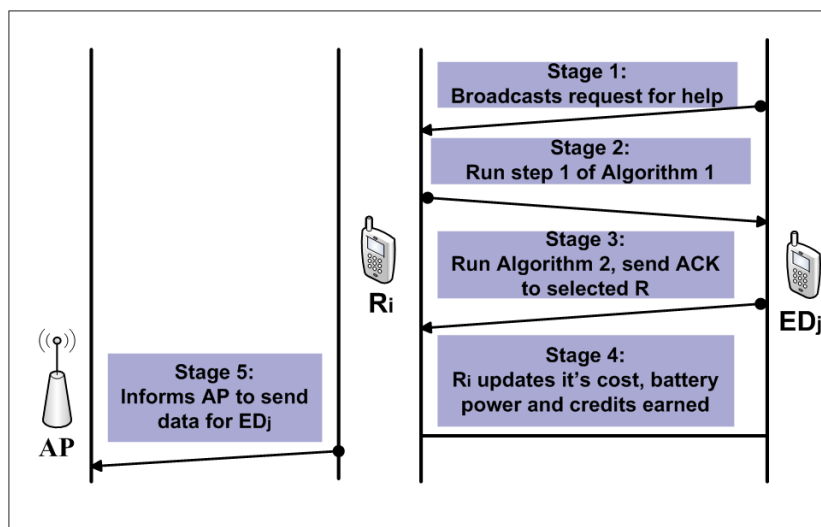 Stage 1:
Broadcasts request for help
Stage 2:
Run step 1 of Algorithm 1
Stage 3:
Run Algorithm 2, send ACK
to selected R
Ri
EDj
Stage 4:
Ri updates it's cost, battery
power and credits earned
Stage 5:
Informs AP to send
data for EDj
AP